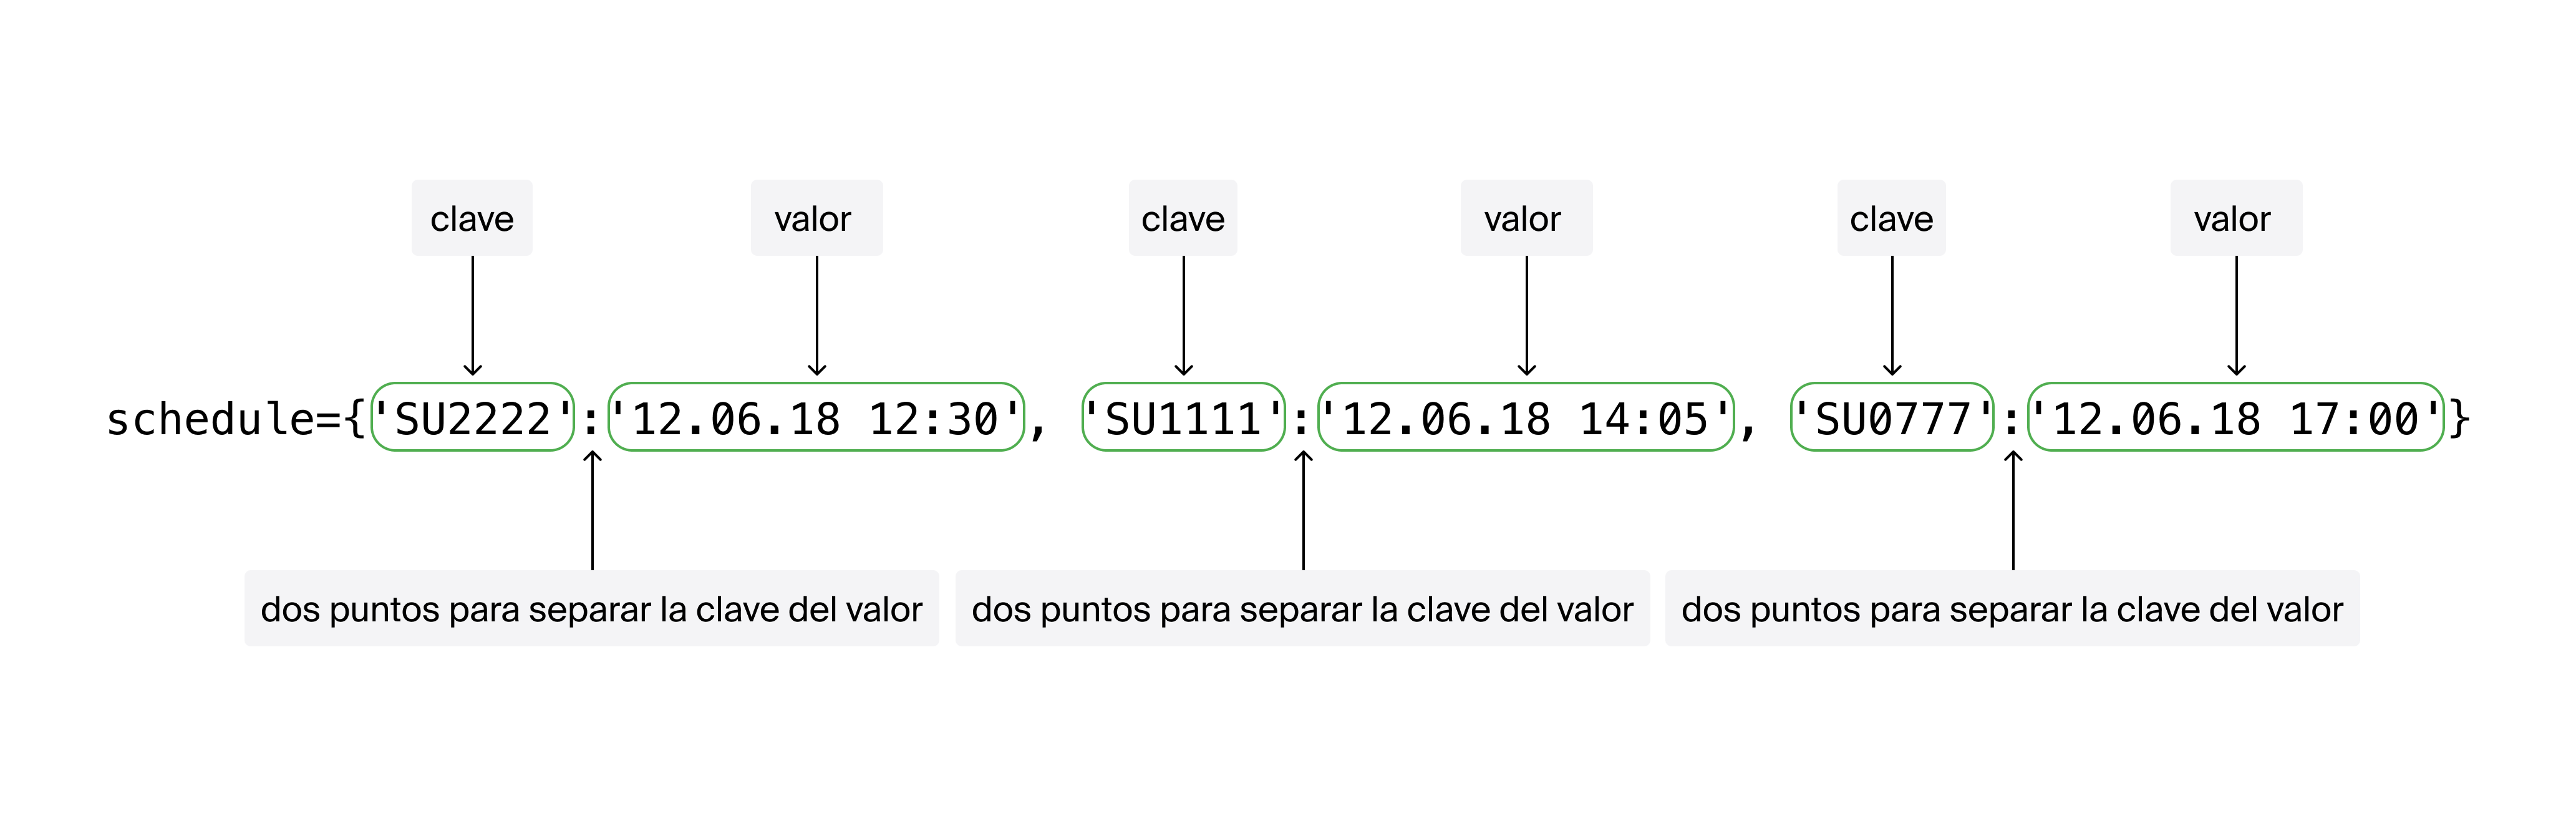 clave valor clave valor clave valor
schedule={'SU2222':'12.06.18 12:30', 'SU1111':'12.06.18 14:05', 'SU0777':'12.06.18 17:00'}
dos puntos para separar la clave del valor dos puntos para separar la clave del valor dos puntos para separar la clave del valor